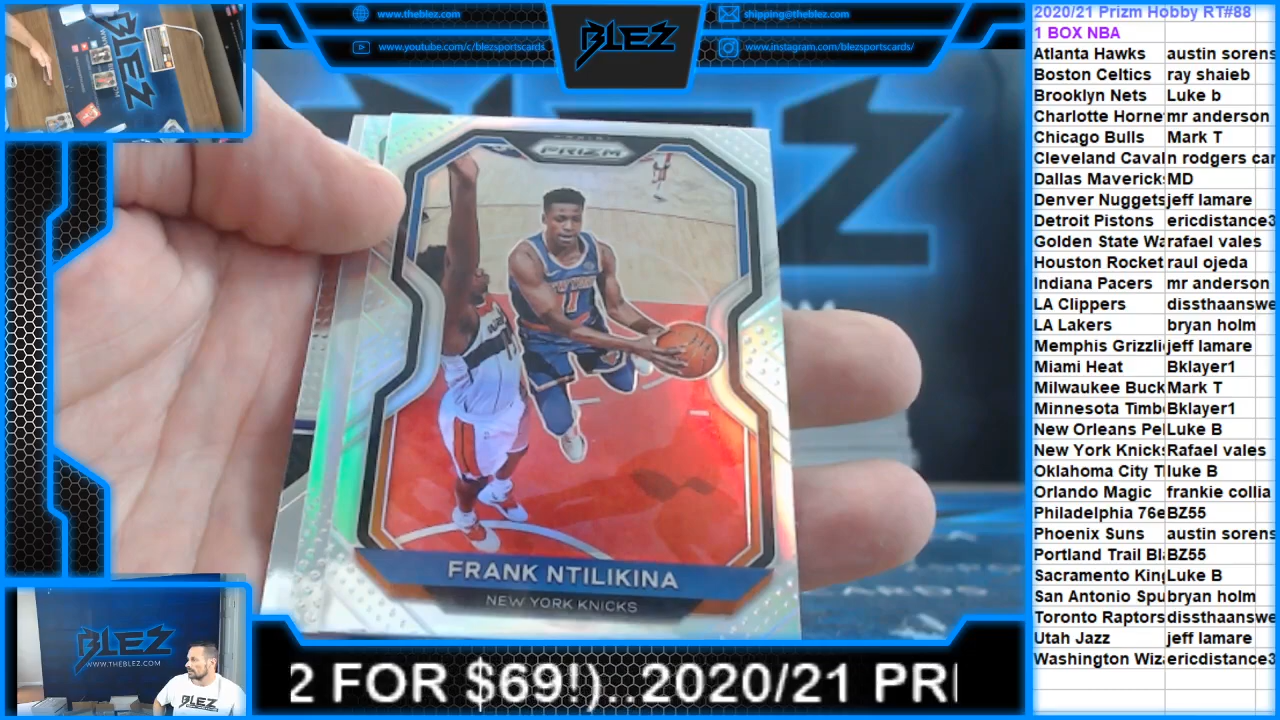 www.theblez.com
www.youtube.com/c/blezsportscards
BLEZ
shipping@theblez.com
www.instagram.com/blezsportscards/
BLEZ
PRIZM
1
FRANK NTILIKINA
NEW YORK KNICKS
BLEZ
WWW.THEBLEZ.COM
BLEZ
2 FOR $69!)..2020/21 PRI
2020/21 Prizm Hobby RT#88
1 BOX NBA
Atlanta Hawks austin sorens
Boston Celtics ray shaieb
Brooklyn Nets Luke b
Charlotte Horne mr anderson
Chicago Bulls Mark T
Cleveland Caval n rodgers car
Dallas Maverick MD
Denver Nuggets jeff lamare
Detroit Pistons ericdistance3
Golden State Wa rafael vales
Houston Rocket raul ojeda
Indiana Pacers mr anderson
LA Clippers dissthaanswe
LA Lakers bryan holm
Memphis Grizzli jeff lamare
Miami Heat Bklayer1
Milwaukee Buck Mark T
Minnesota Timb Bklayer1
New Orleans Pe Luke B
New York Knick Rafael vales
Oklahoma City T luke B
Orlando Magic frankie collia
Philadelphia 76e BZ55
Phoenix Suns austin sorens
Portland Trail Bl BZ55
Sacramento King Luke B
San Antonio Spu bryan holm
Toronto Raptors dissthaanswe
Utah Jazz jeff lamare
Washington Wiz ericdistance3